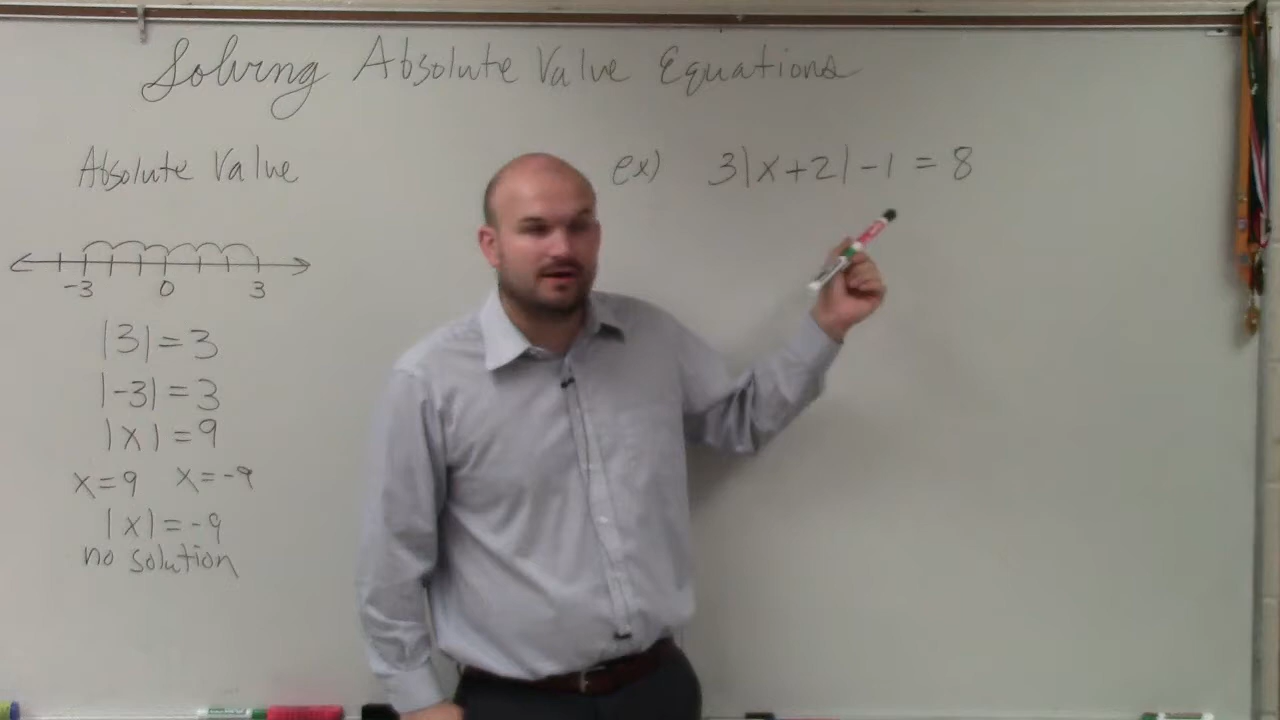 Solving Absolute Value Equations
Absolute Value
-3 0 3
|3|=3
|-3|=3
|x|=9
x=9 x=-9
|x|=-9
no solution
ex) 3|x+2|-1=8